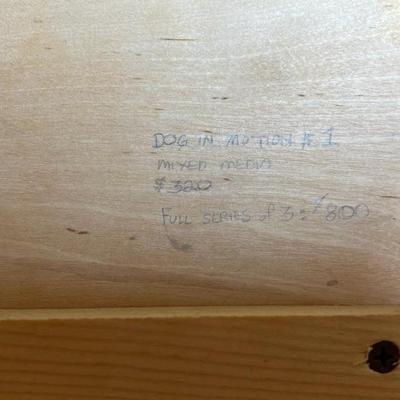 DOG IN MOTION # 1
MIXED MEDIA
$320
FULL SERIES of 3 = $800